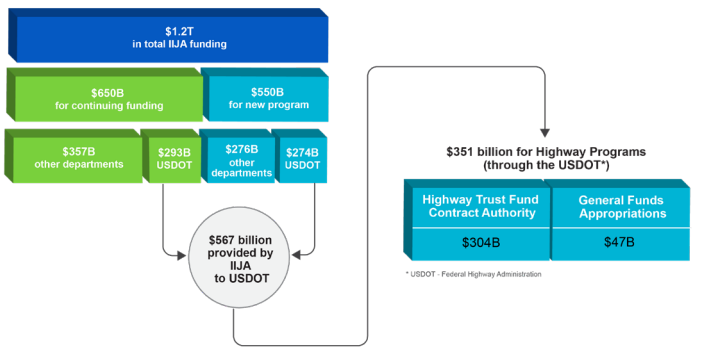 $1.2T
in total IIJA funding
$650B
for continuing funding
$550B
for new program
$357B
other departments
$293B
USDOT
$276B
other
departments
$274B
USDOT
$567 billion
provided by
IIJA
to USDOT
$351 billion for Highway Programs
(through the USDOT*)
Highway Trust Fund
Contract Authority
General Funds
Appropriations
$304B
$47B
* USDOT - Federal Highway Administration